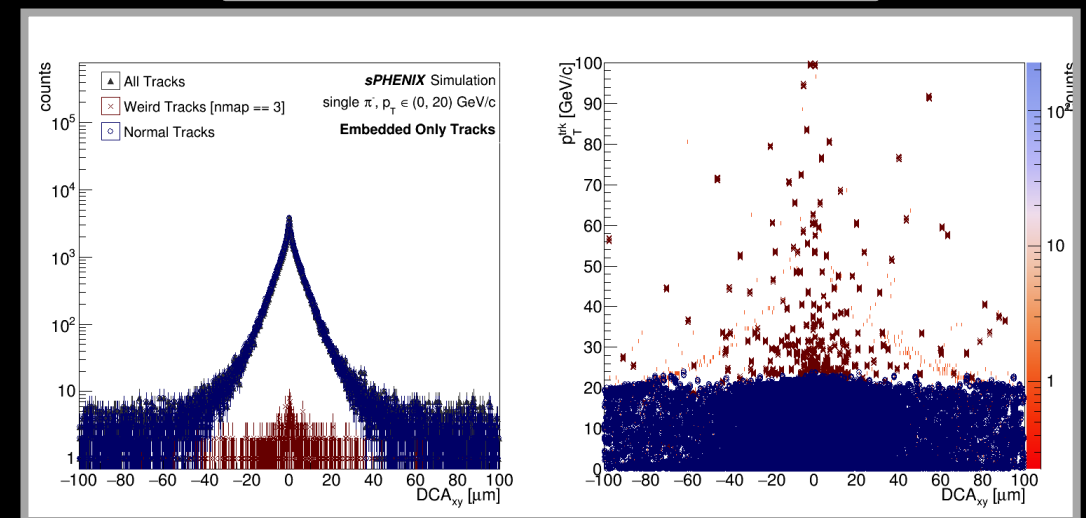 counts
All Tracks
Weird Tracks [nmap == 3]
Normal Tracks
sPHENIX Simulation
single π⁻, p_T ∈ (0, 20) GeV/c
Embedded Only Tracks
10⁵
10⁴
10³
10²
10
1
−100 −80 −60 −40 −20 0 20 40 60 80 100
DCA_xy [μm]
p_T^trk [GeV/c]
100
90
80
70
60
50
40
30
20
10
0
−100 −80 −60 −40 −20 0 20 40 60 80 100
DCA_xy [μm]
counts
10²
10
1